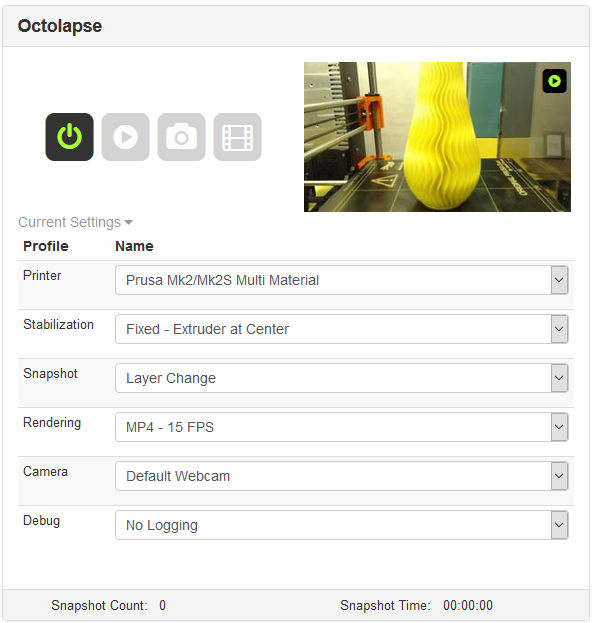 Octolapse
Current Settings
Profile Name
Printer Prusa Mk2/Mk2S Multi Material
Stabilization Fixed - Extruder at Center
Snapshot Layer Change
Rendering MP4 - 15 FPS
Camera Default Webcam
Debug No Logging
Snapshot Count: 0 Snapshot Time: 00:00:00